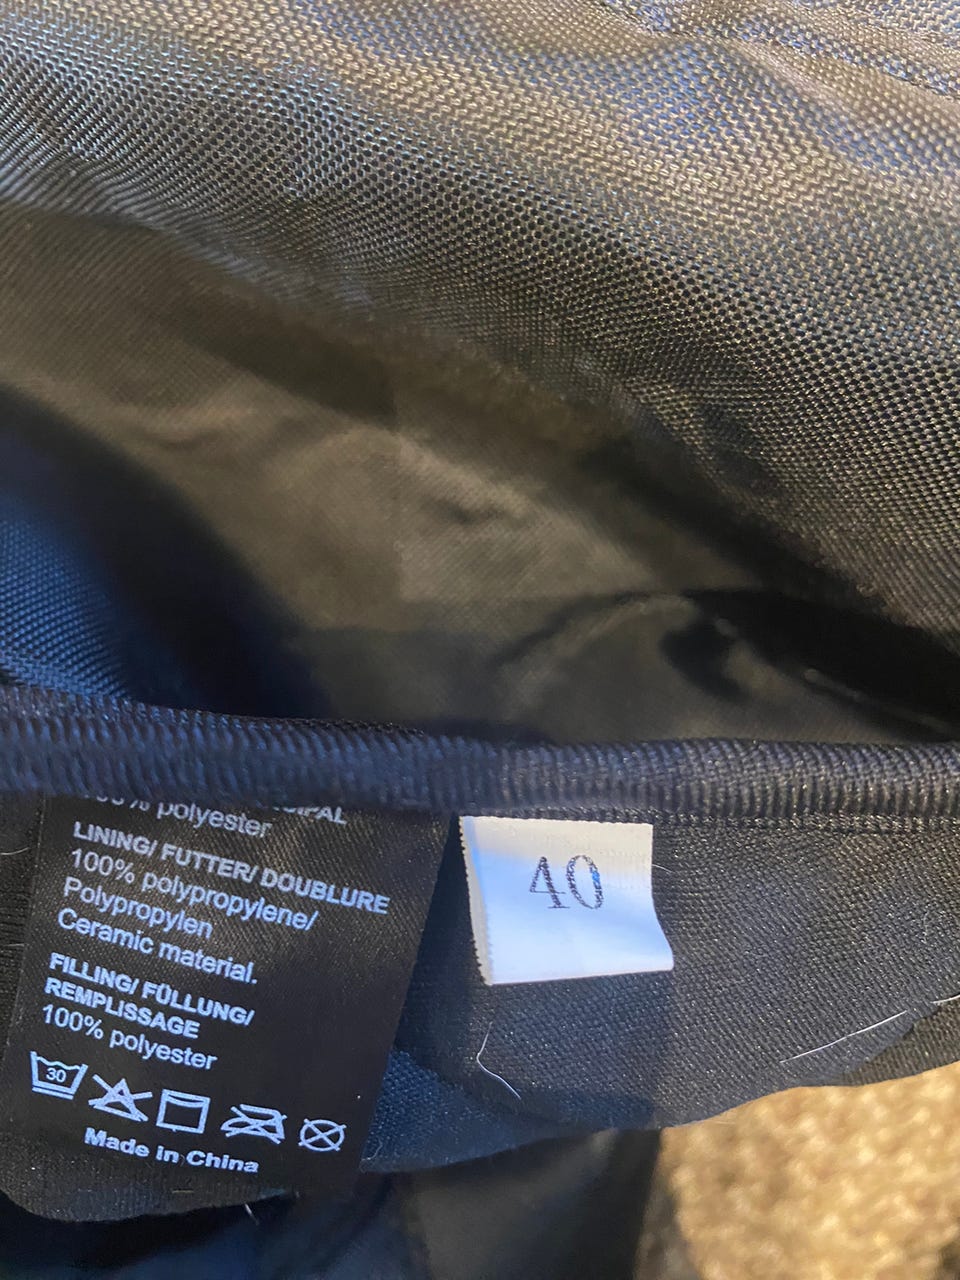 % polyester
LINING/ FUTTER/ DOUBLURE
100% polypropylene/
Polypropylen
Ceramic material.
FILLING/ FÜLLUNG/
REMPLISSAGE
100% polyester
30
Made in China
40